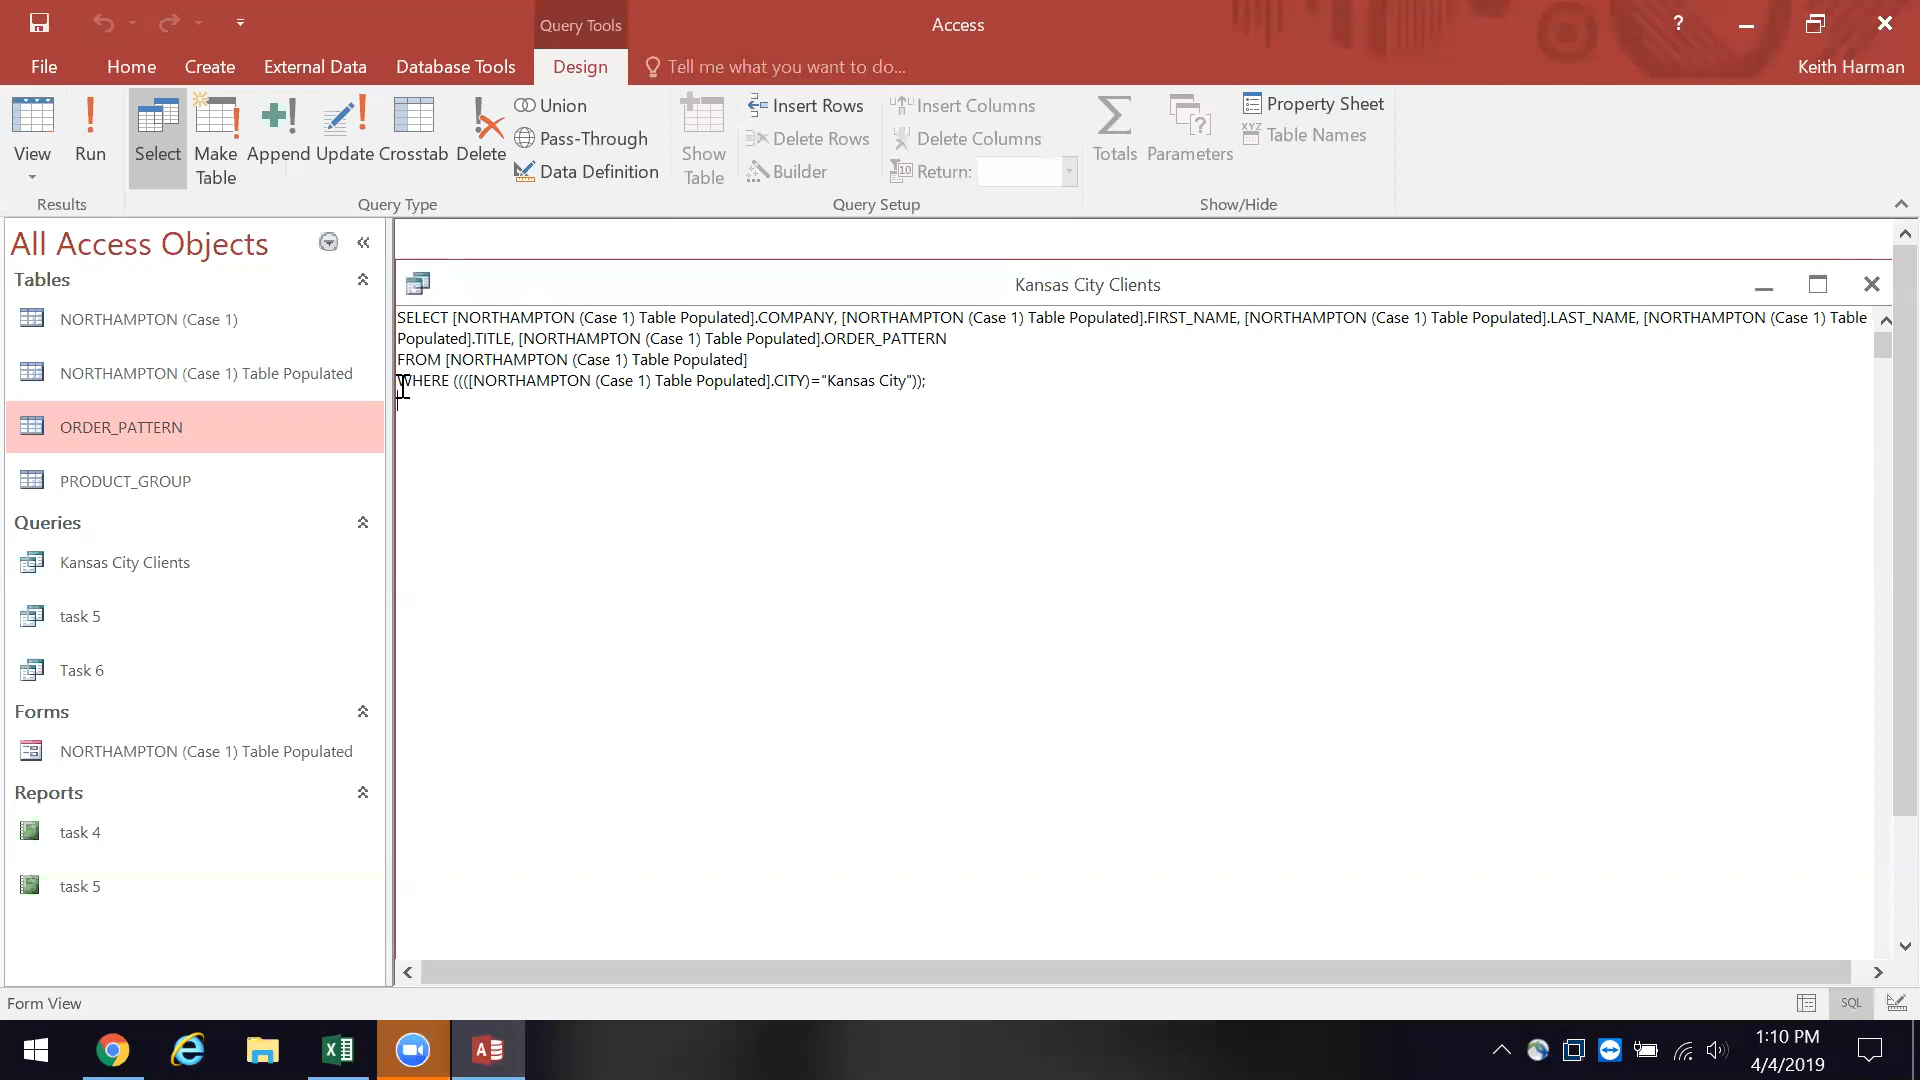 Query Tools
Access
?
File
Home
Create
External Data
Database Tools
Design
Tell me what you want to do...
Keith Harman
View
Run
Select
Make Table
Append
Update
Crosstab
Delete
Union
Pass-Through
Data Definition
Show Table
Insert Rows
Delete Rows
Builder
Insert Columns
Delete Columns
Return:
Totals
Parameters
Property Sheet
Table Names
Results
Query Type
Query Setup
Show/Hide
All Access Objects
Tables
NORTHAMPTON (Case 1)
NORTHAMPTON (Case 1) Table Populated
ORDER_PATTERN
PRODUCT_GROUP
Queries
Kansas City Clients
task 5
Task 6
Forms
NORTHAMPTON (Case 1) Table Populated
Reports
task 4
task 5
Kansas City Clients
SELECT [NORTHAMPTON (Case 1) Table Populated].COMPANY, [NORTHAMPTON (Case 1) Table Populated].FIRST_NAME, [NORTHAMPTON (Case 1) Table Populated].LAST_NAME, [NORTHAMPTON (Case 1) Table
Populated].TITLE, [NORTHAMPTON (Case 1) Table Populated].ORDER_PATTERN
FROM [NORTHAMPTON (Case 1) Table Populated]
WHERE ((([NORTHAMPTON (Case 1) Table Populated].CITY)="Kansas City"));
Form View
SQL
1:10 PM
4/4/2019